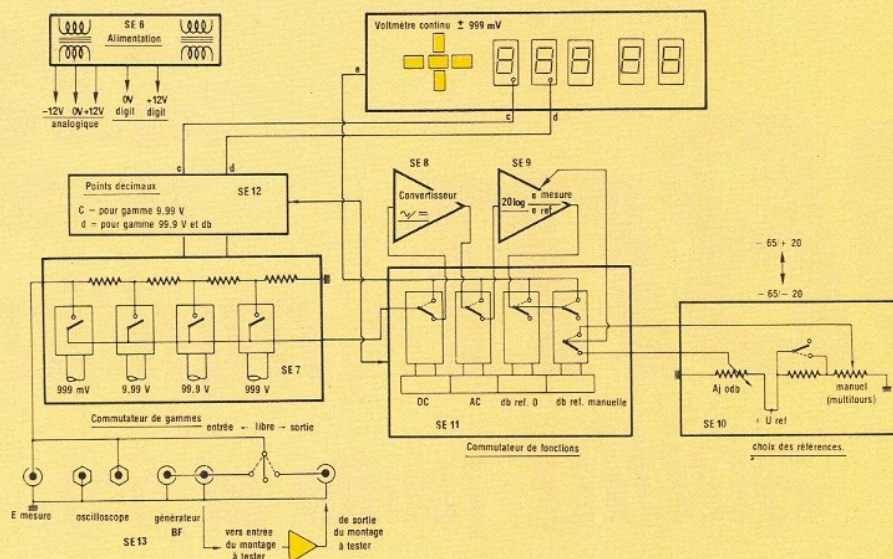 SE 6
Alimentation
-12V 0V +12V
analogique
0V
digit
+12V
digit
Voltmètre continu ± 999 mV
e
c
d
c
d
Points decimaux
SE 12
C = pour gamme 9.99 V
d = pour gamme 99.9 V et db
SE 8
Convertisseur
~/=
SE 9
20 log
e mesure
e ref
SE 7
999 mV
9,99 V
99.9 V
999 V
Commutateur de gammes
DC
AC
db ref. 0
db ref. manuelle
SE 11
Commutateur de fonctions
- 65/+ 20
- 65/- 20
Aj odb
manuel
(multitours)
+ U ref
SE 10
choix des références.
entrée ← libre → sortie
E mesure
oscilloscope
générateur
BF
SE 13
vers entrée
du montage
à tester
de sortie
du montage
à tester